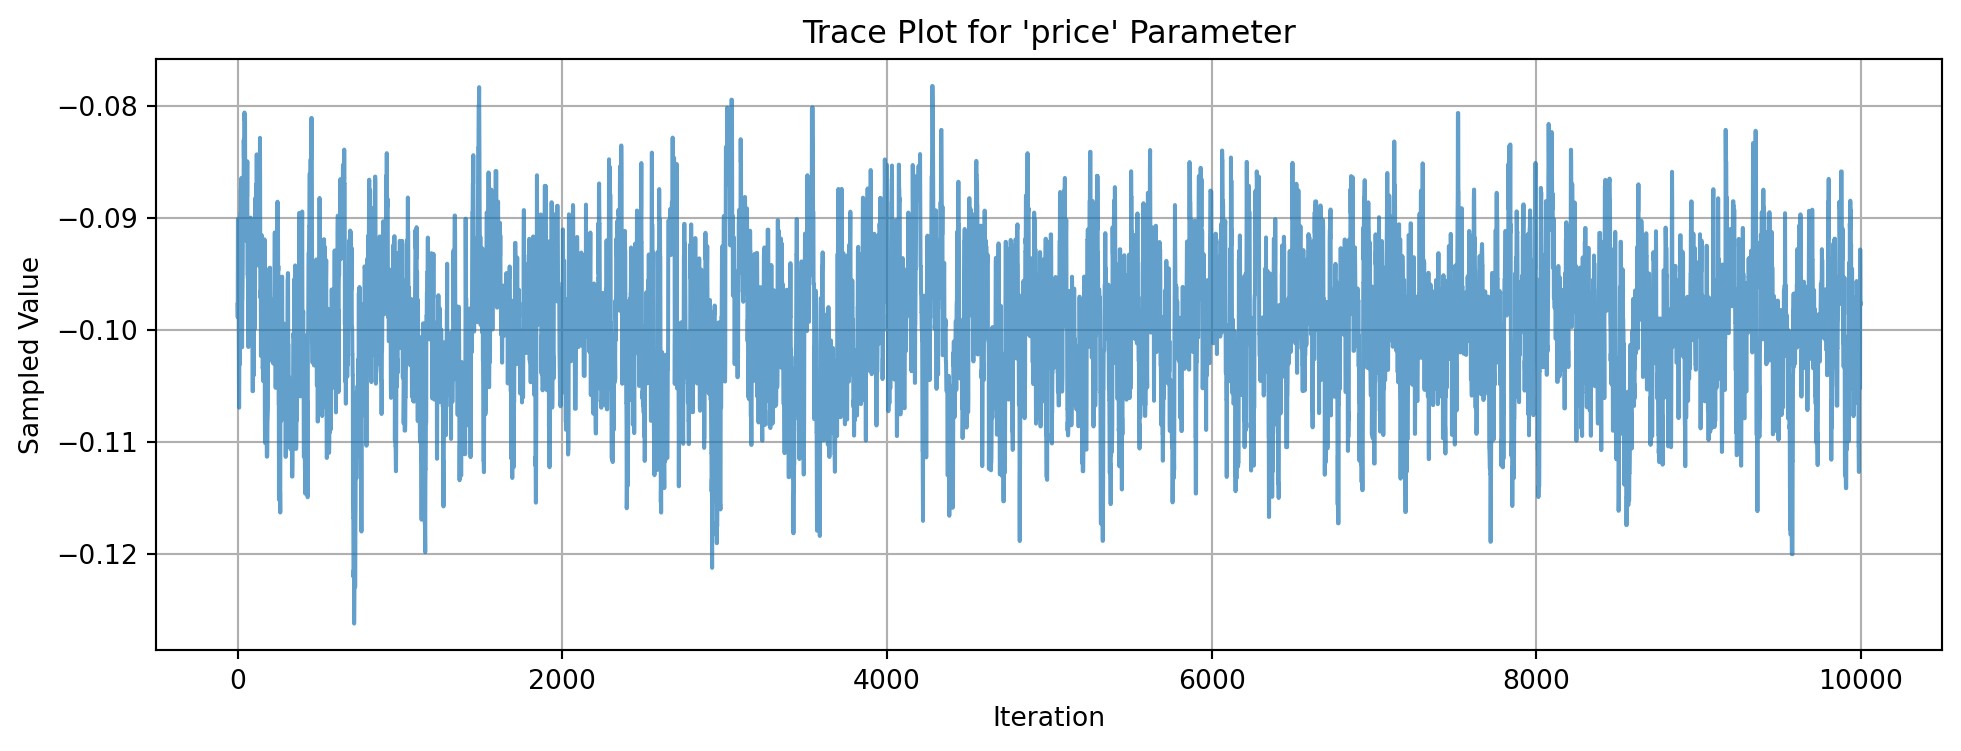 Trace Plot for 'price' Parameter
−0.08
−0.09
−0.10
−0.11
−0.12
Sampled Value
0 2000 4000 6000 8000 10000
Iteration